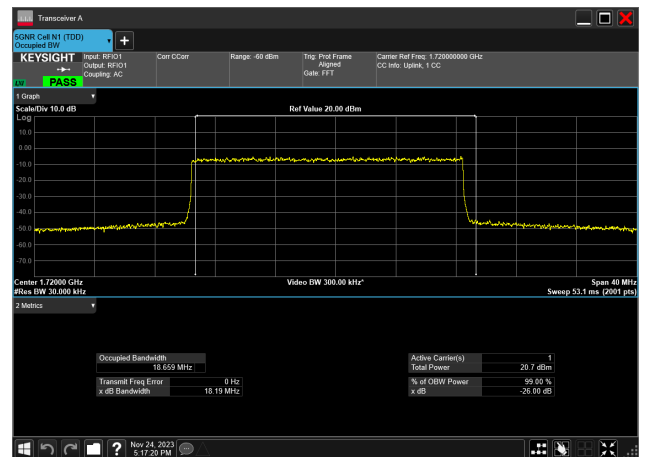 Transceiver A
5GNR Cell N1 (TDD)
Occupied BW
KEYSIGHT
LXI
PASS
Input: RFIO1
Output: RFIO1
Coupling: AC
Corr CCorr
Range: -60 dBm
Trig: Prot Frame
Aligned
Gate: FFT
Carrier Ref Freq: 1.720000000 GHz
CC Info: Uplink, 1 CC
1 Graph
Scale/Div 10.0 dB
Ref Value 20.00 dBm
Log
10.0
0.00
-10.0
-20.0
-30.0
-40.0
-50.0
-60.0
-70.0
Center 1.72000 GHz
Video BW 300.00 kHz*
Span 40 MHz
#Res BW 30.000 kHz
Sweep 53.1 ms (2001 pts)
2 Metrics
Occupied Bandwidth
18.659 MHz
Active Carrier(s) 1
Total Power 20.7 dBm
Transmit Freq Error 0 Hz
x dB Bandwidth 18.19 MHz
% of OBW Power 99.00 %
x dB -26.00 dB
?
Nov 24, 2023
5:17:20 PM